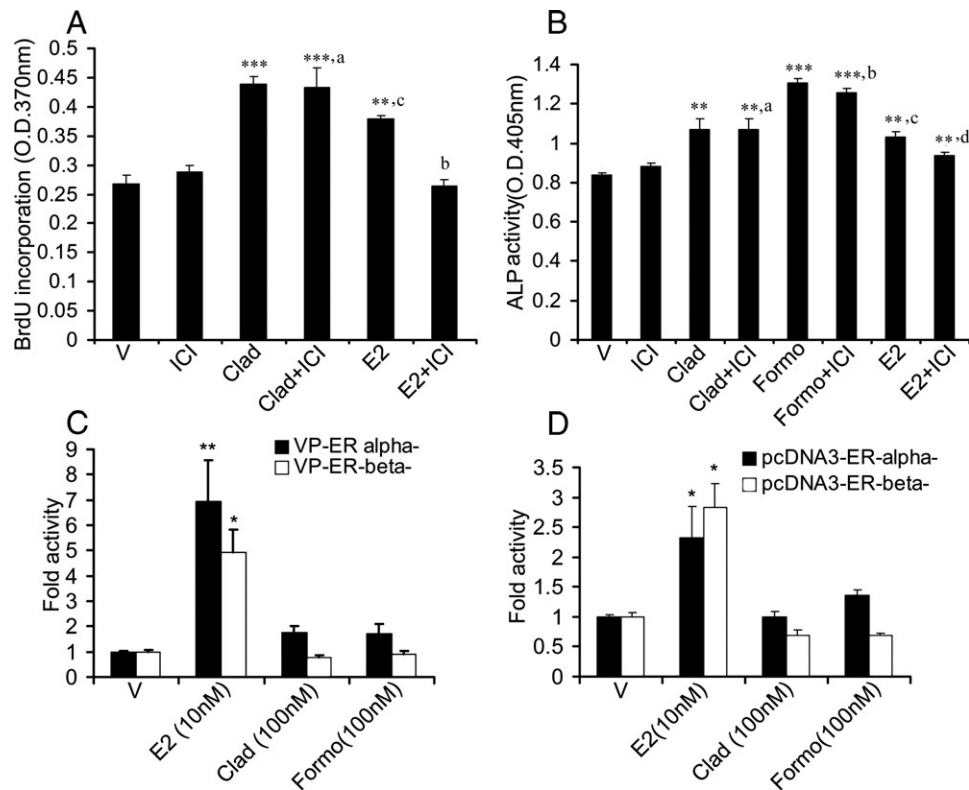 A
BrdU incorporation (O.D.370nm)
0.5
0.45
0.4
0.35
0.3
0.25
0.2
0.15
0.1
0.05
0
***
***,a
**,c
b
V
ICI
Clad
Clad+ICI
E2
E2+ICI
B
ALP activity(O.D.405nm)
1.4
1.2
1
0.8
0.6
0.4
0.2
0
**
**,a
***
***,b
**,c
**,d
V
ICI
Clad
Clad+ICI
Formo
Formo+ICI
E2
E2+ICI
C
VP-ER alpha-
VP-ER-beta-
Fold activity
9
8
7
6
5
4
3
2
1
0
**
*
V
E2 (10nM)
Clad (100nM)
Formo(100nM)
D
pcDNA3-ER-alpha-
pcDNA3-ER-beta-
Fold activity
3.5
3
2.5
2
1.5
1
0.5
0
*
*
V
E2(10nM)
Clad (100nM)
Formo(100nM)